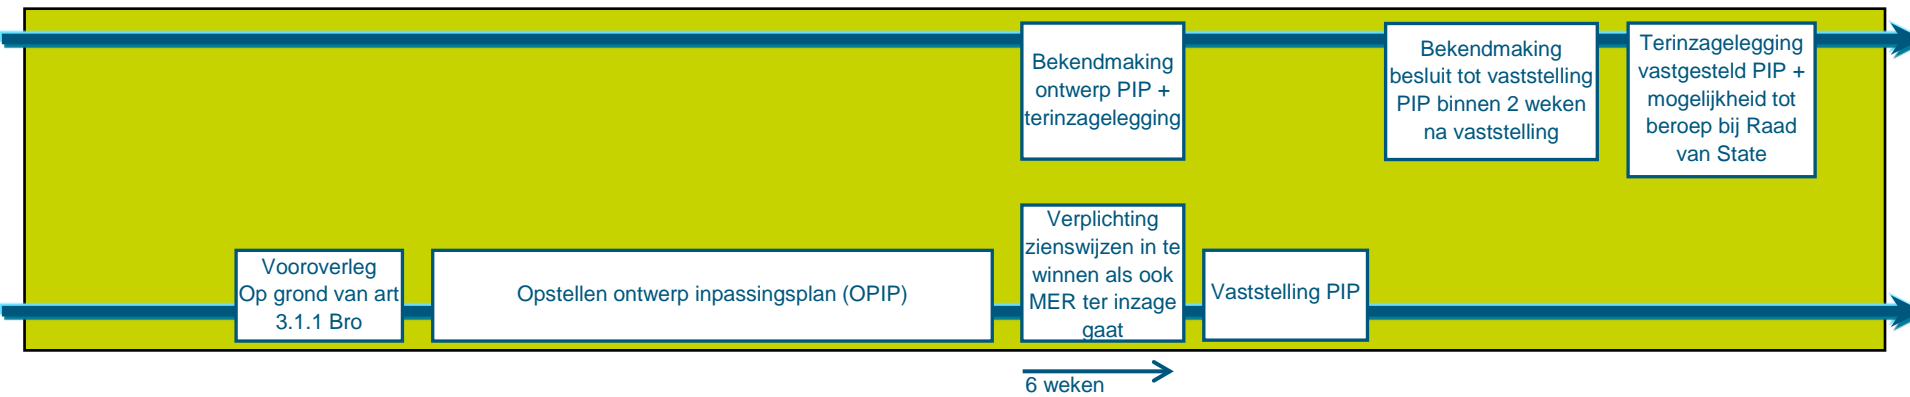 Bekendmaking
ontwerp PIP +
terinzagelegging
Bekendmaking
besluit tot vaststelling
PIP binnen 2 weken
na vaststelling
Terinzagelegging
vastgesteld PIP +
mogelijkheid tot
beroep bij Raad
van State
Vooroverleg
Op grond van art
3.1.1 Bro
Opstellen ontwerp inpassingsplan (OPIP)
Verplichting
zienswijzen in te
winnen als ook
MER ter inzage
gaat
Vaststelling PIP
6 weken